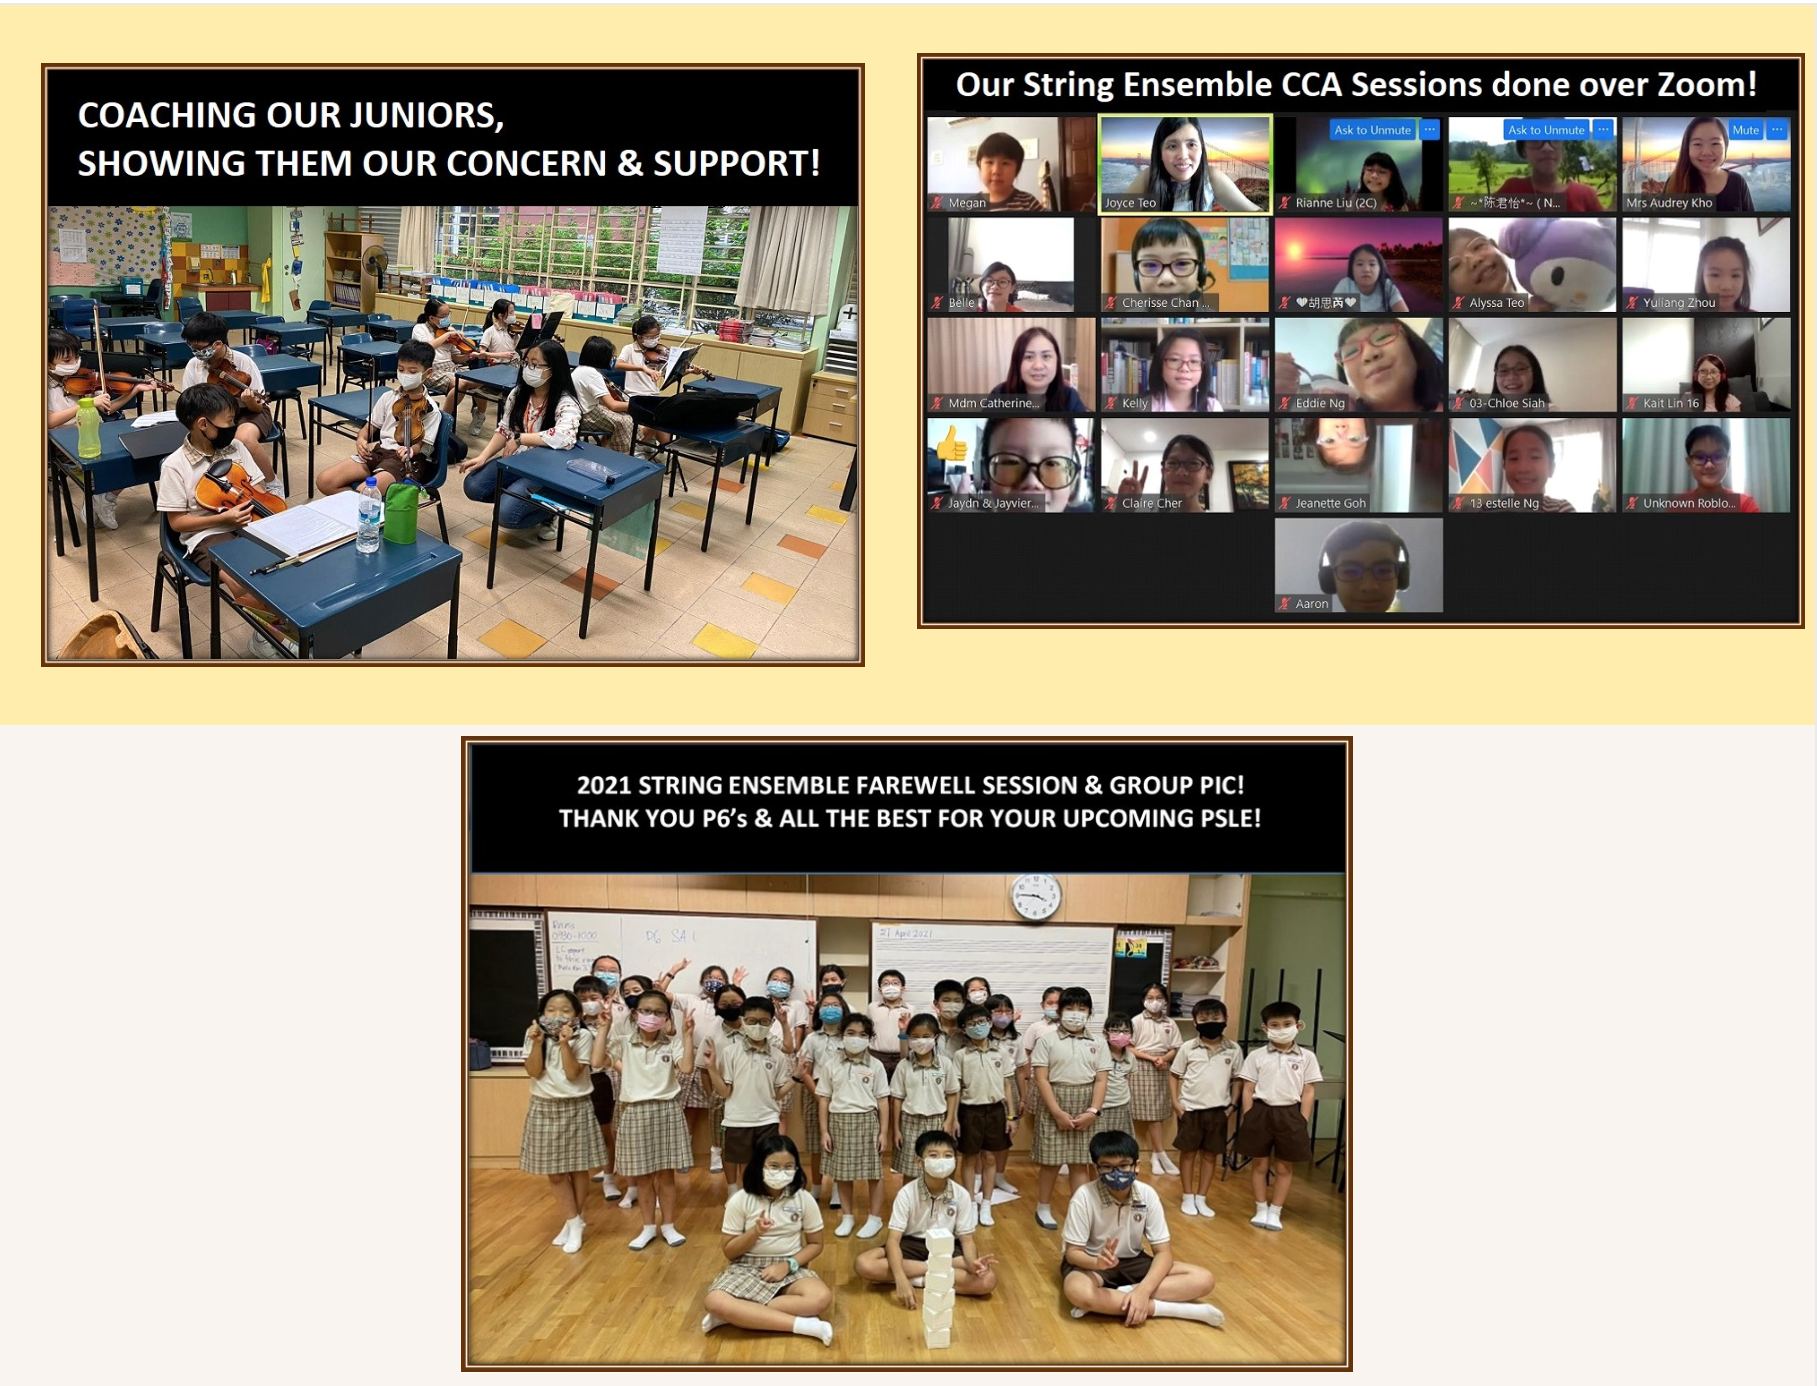 COACHING OUR JUNIORS,
SHOWING THEM OUR CONCERN & SUPPORT!
Our String Ensemble CCA Sessions done over Zoom!
Ask to Unmute ...
Ask to Unmute ...
Mute ...
Megan
Joyce Teo
Rianne Liu (2C)
~*陈君怡*~ ( N...
Mrs Audrey Kho
Belle
Cherisse Chan ...
♥胡思芮♥
Alyssa Teo
Yuliang Zhou
Mdm Catherine...
Kelly
Eddie Ng
03-Chloe Siah
Kait Lin 16
Jaydn & Jayvier...
Claire Cher
Jeanette Goh
13 estelle Ng
Unknown Roblo...
Aaron
2021 STRING ENSEMBLE FAREWELL SESSION & GROUP PIC!
THANK YOU P6's & ALL THE BEST FOR YOUR UPCOMING PSLE!
0930-1000
P6 SA1
27 April 2021